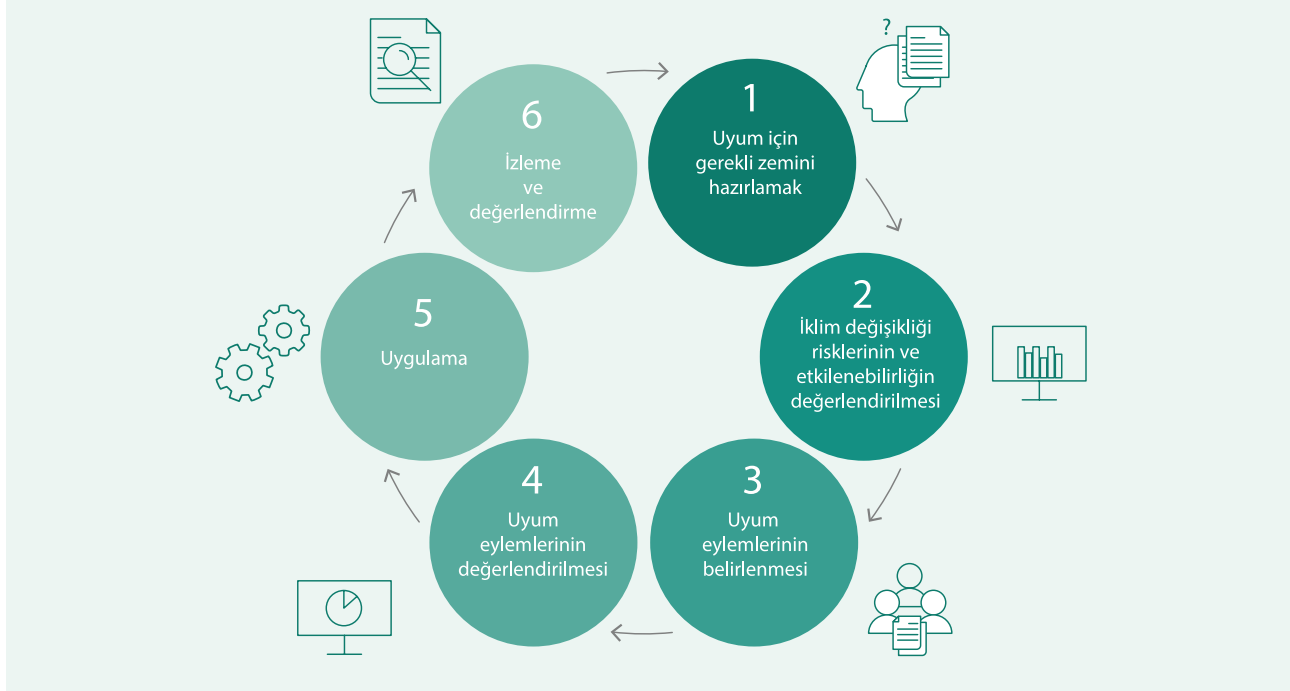 ?
1
Uyum için
gerekli zemini
hazırlamak
2
İklim değişikliği
risklerinin ve
etkilenebilirliğin
değerlendirilmesi
3
Uyum
eylemlerinin
belirlenmesi
4
Uyum
eylemlerinin
değerlendirilmesi
5
Uygulama
6
İzleme
ve
değerlendirme